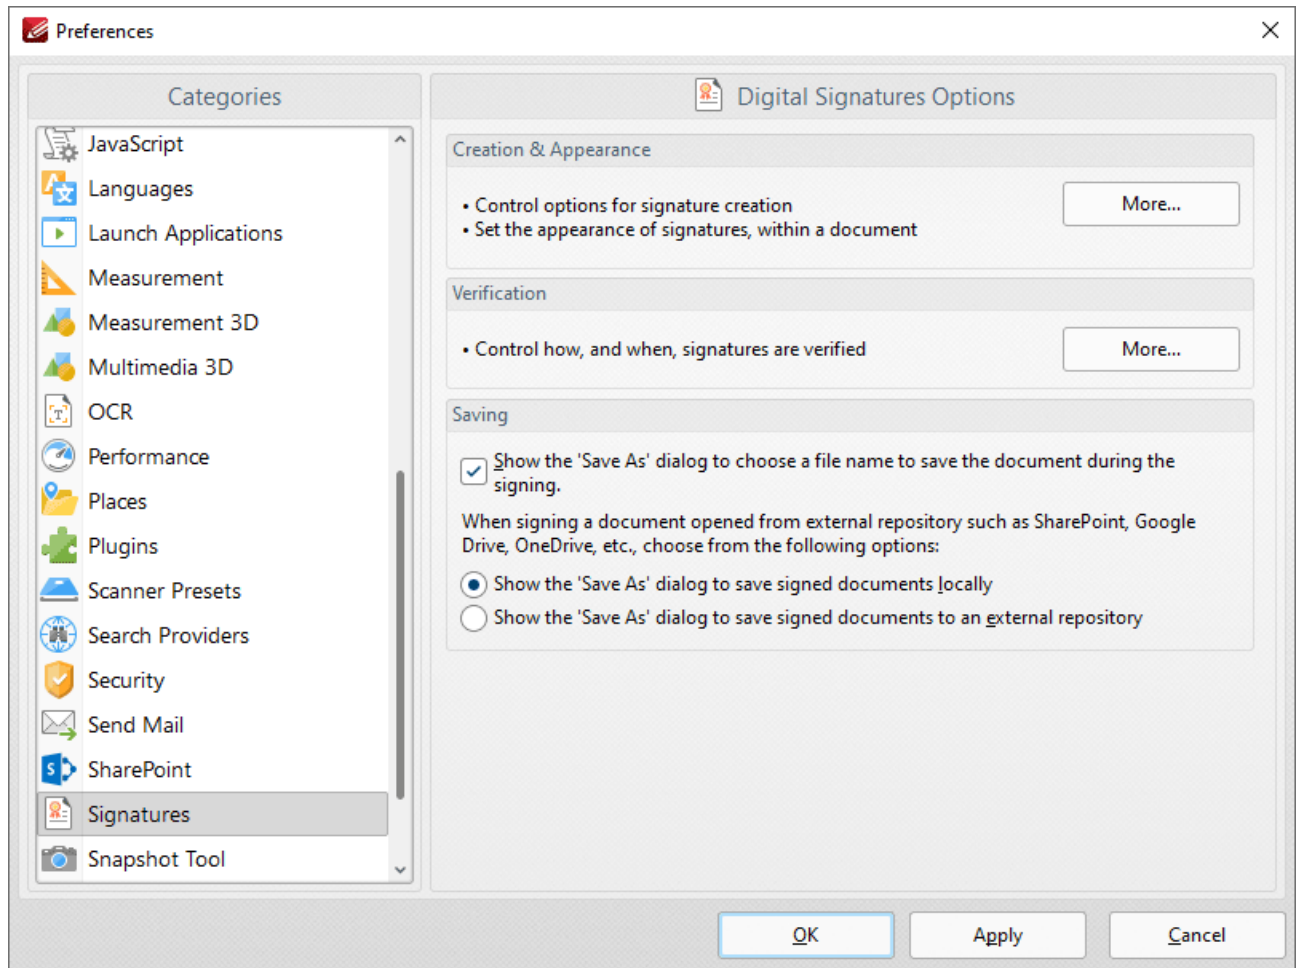 Preferences
Categories
JavaScript
Languages
Launch Applications
Measurement
Measurement 3D
Multimedia 3D
OCR
Performance
Places
Plugins
Scanner Presets
Search Providers
Security
Send Mail
SharePoint
Signatures
Snapshot Tool
Digital Signatures Options
Creation & Appearance
• Control options for signature creation
• Set the appearance of signatures, within a document
More...
Verification
• Control how, and when, signatures are verified
More...
Saving
Show the 'Save As' dialog to choose a file name to save the document during the
signing.
When signing a document opened from external repository such as SharePoint, Google
Drive, OneDrive, etc., choose from the following options:
Show the 'Save As' dialog to save signed documents locally
Show the 'Save As' dialog to save signed documents to an external repository
OK
Apply
Cancel